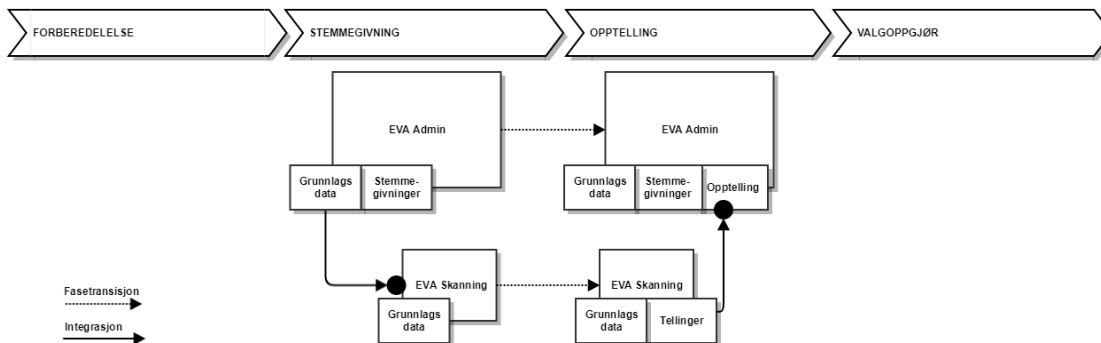 FORBEREDELELSE
STEMMEGIVNING
OPPTELLING
VALGOPPGJØR
EVA Admin
EVA Admin
Grunnlags
data
Stemme-
givninger
Grunnlags
data
Stemme-
givninger
Opptelling
EVA Skanning
EVA Skanning
Grunnlags
data
Grunnlags
data
Tellinger
Fasetransisjon
Integrasjon